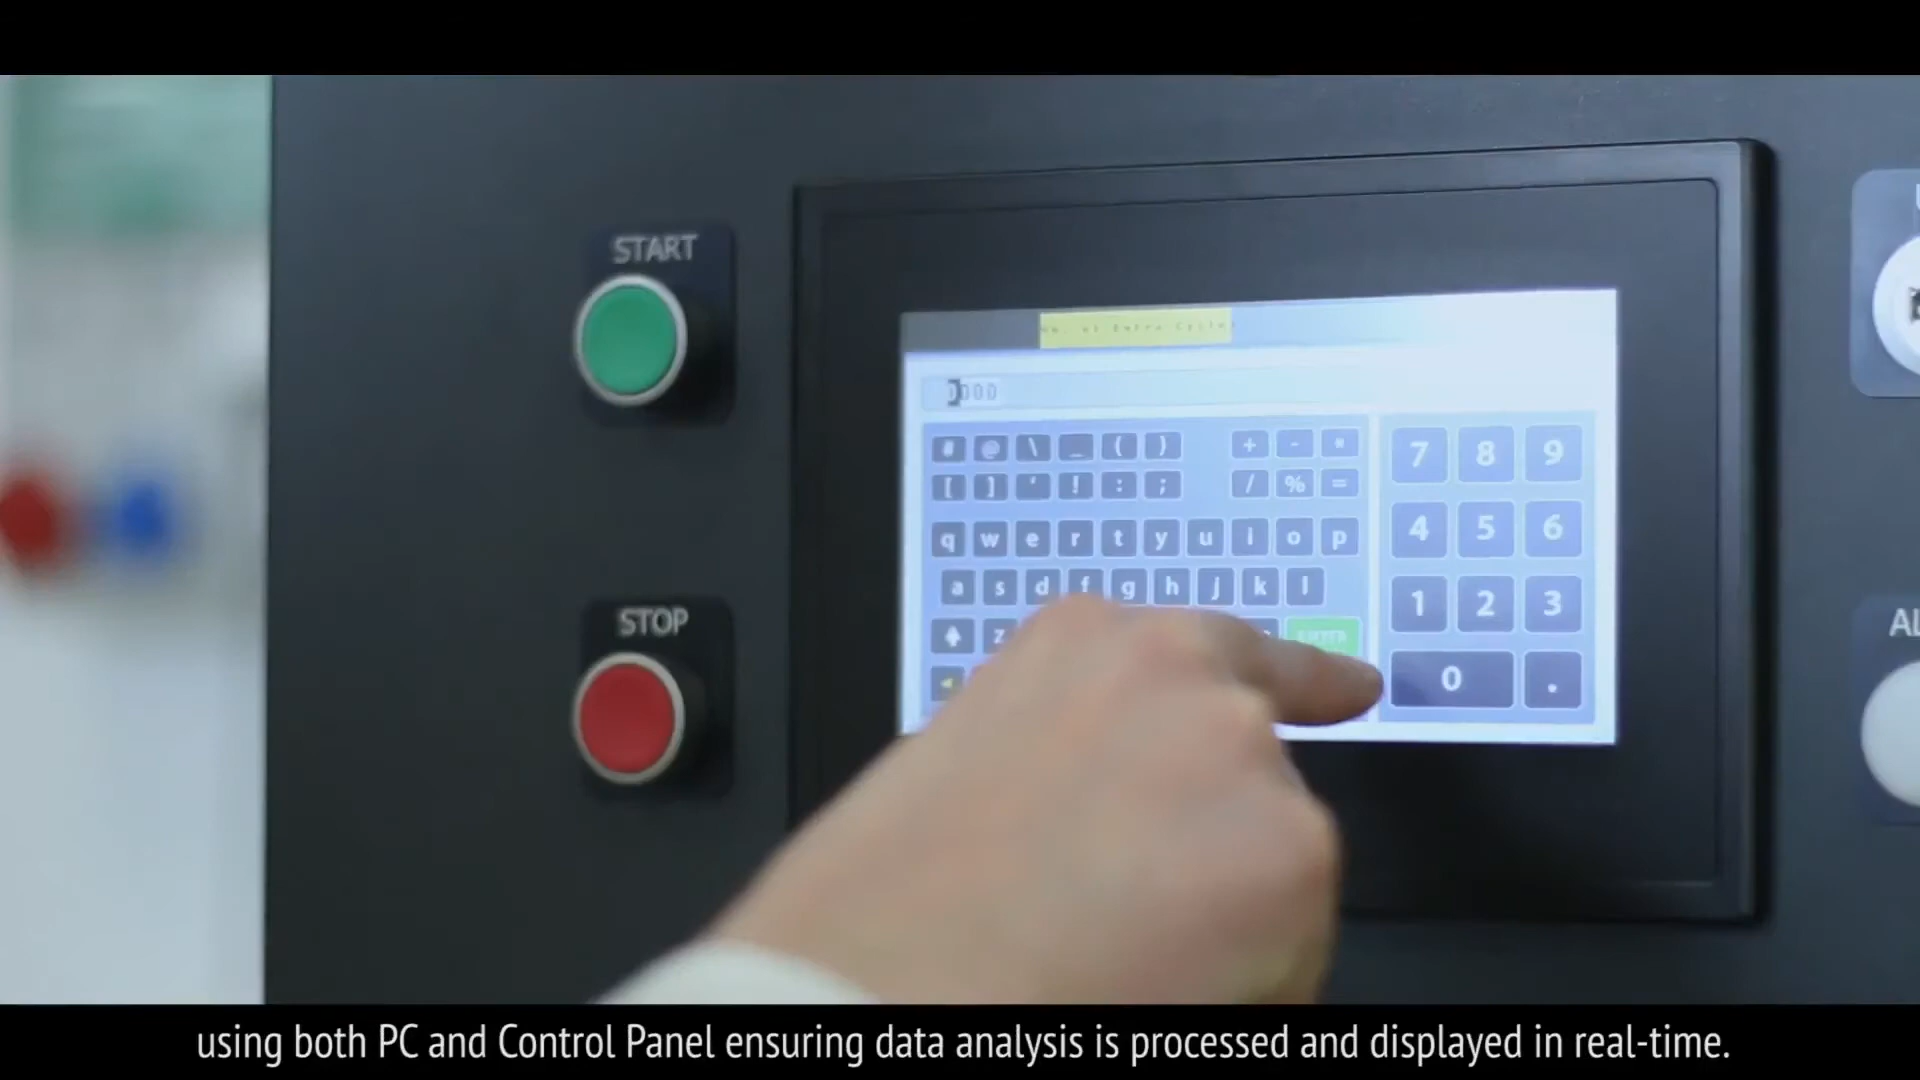 START
STOP
# @ \ _ ( ) + -
[ ] ' ! : ; / % =
q w e r t y u i o p
a s d f g h j k l
z
ENTER
7 8 9
4 5 6
1 2 3
0 .
using both PC and Control Panel ensuring data analysis is processed and displayed in real-time.